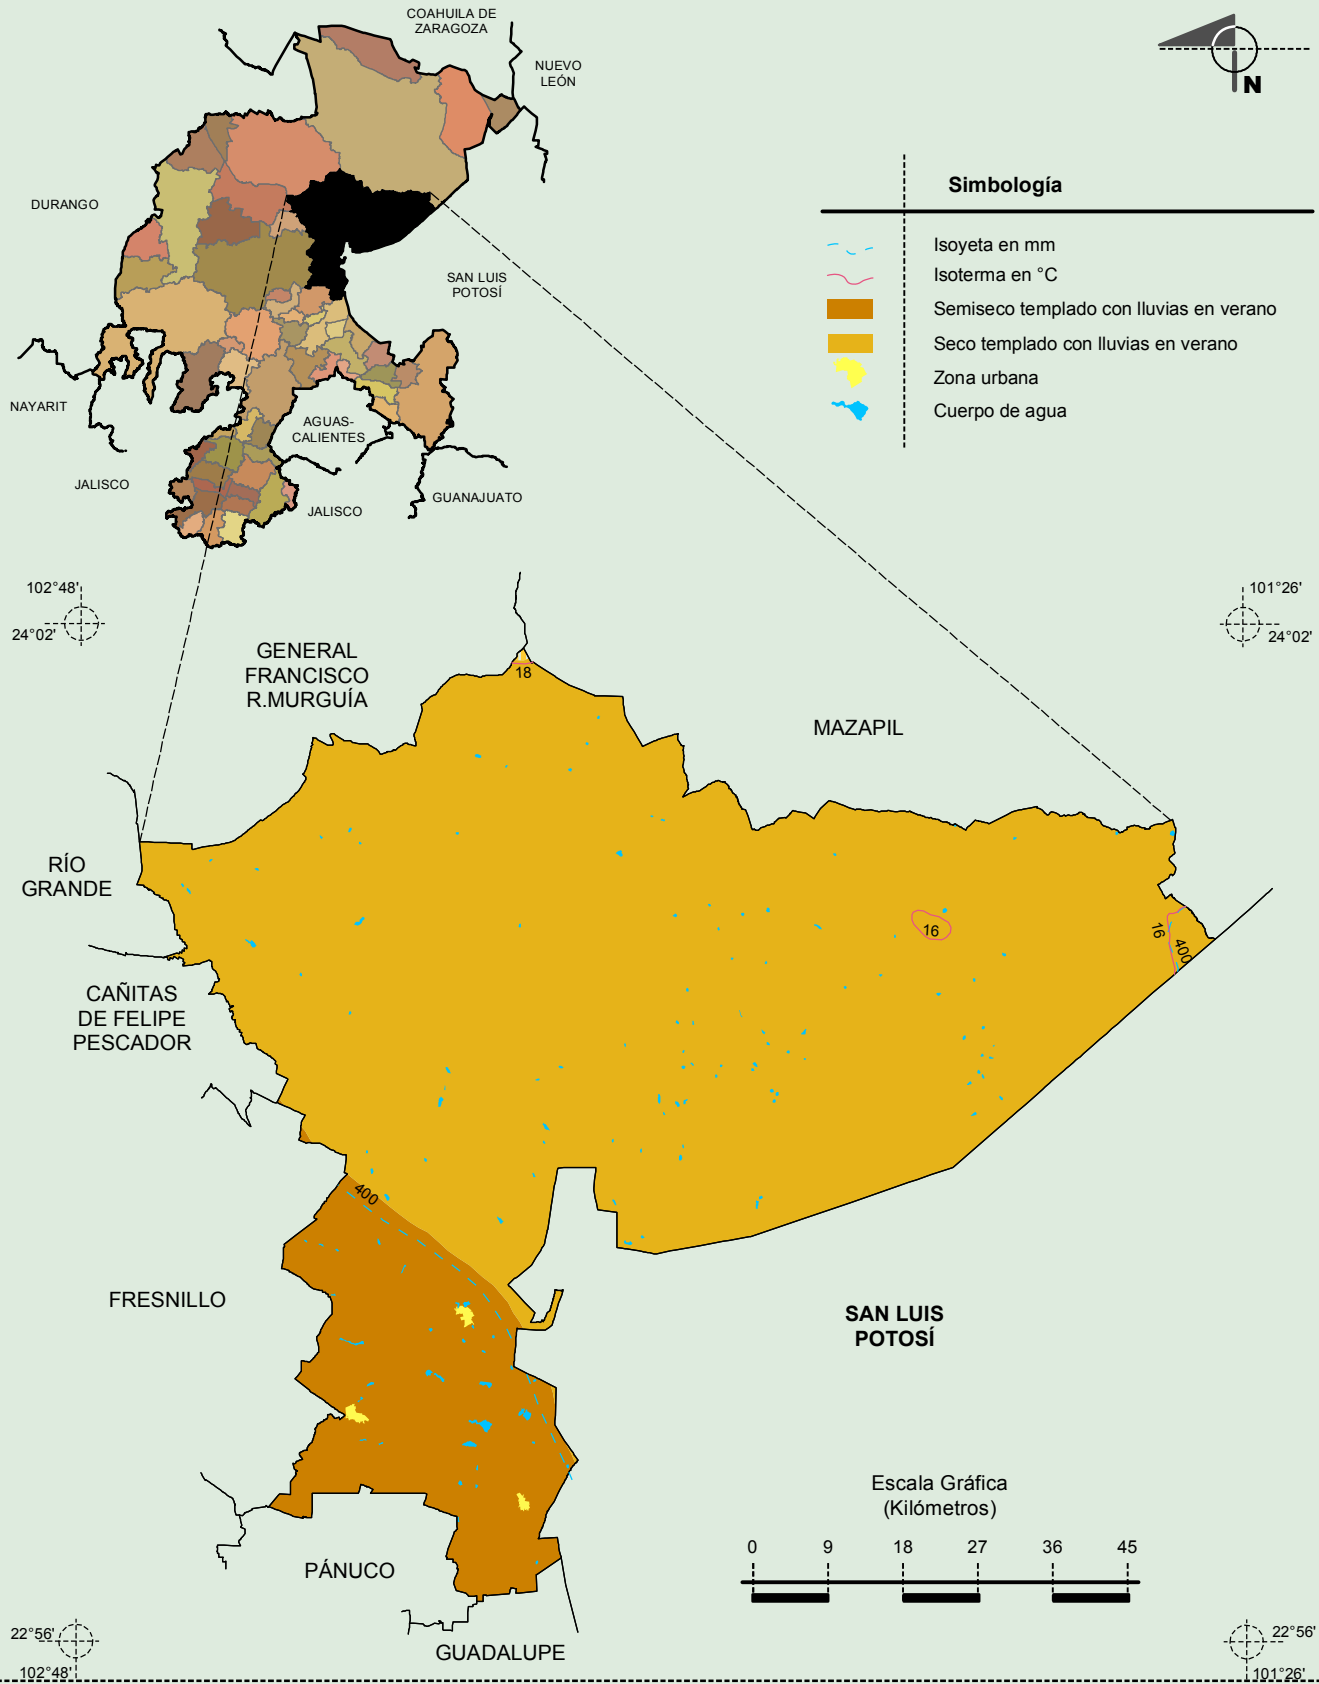 COAHUILA DE
ZARAGOZA
NUEVO
LEÓN
N
DURANGO
SAN LUIS
POTOSÍ
NAYARIT
AGUAS-
CALIENTES
JALISCO
JALISCO
GUANAJUATO
Simbología
Isoyeta en mm
Isoterma en °C
Semiseco templado con lluvias en verano
Seco templado con lluvias en verano
Zona urbana
Cuerpo de agua
102°48'
24°02'
101°26'
24°02'
GENERAL
FRANCISCO
R.MURGUÍA
18
MAZAPIL
RÍO
GRANDE
16
16
400
CAÑITAS
DE FELIPE
PESCADOR
400
FRESNILLO
SAN LUIS
POTOSÍ
Escala Gráfica
(Kilómetros)
0 9 18 27 36 45
PÁNUCO
GUADALUPE
22°56'
102°48'
22°56'
101°26'